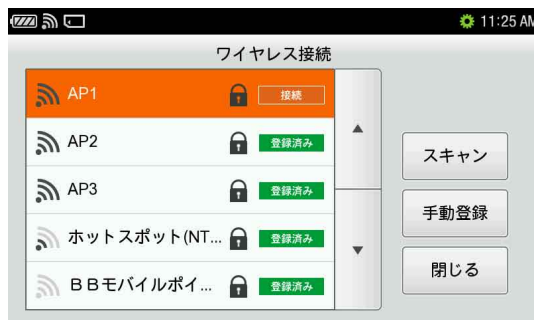 11:25 AM
ワイヤレス接続
AP1 接続
AP2 登録済み
AP3 登録済み
ホットスポット(NT... 登録済み
ＢＢモバイルポイ... 登録済み
スキャン
手動登録
閉じる